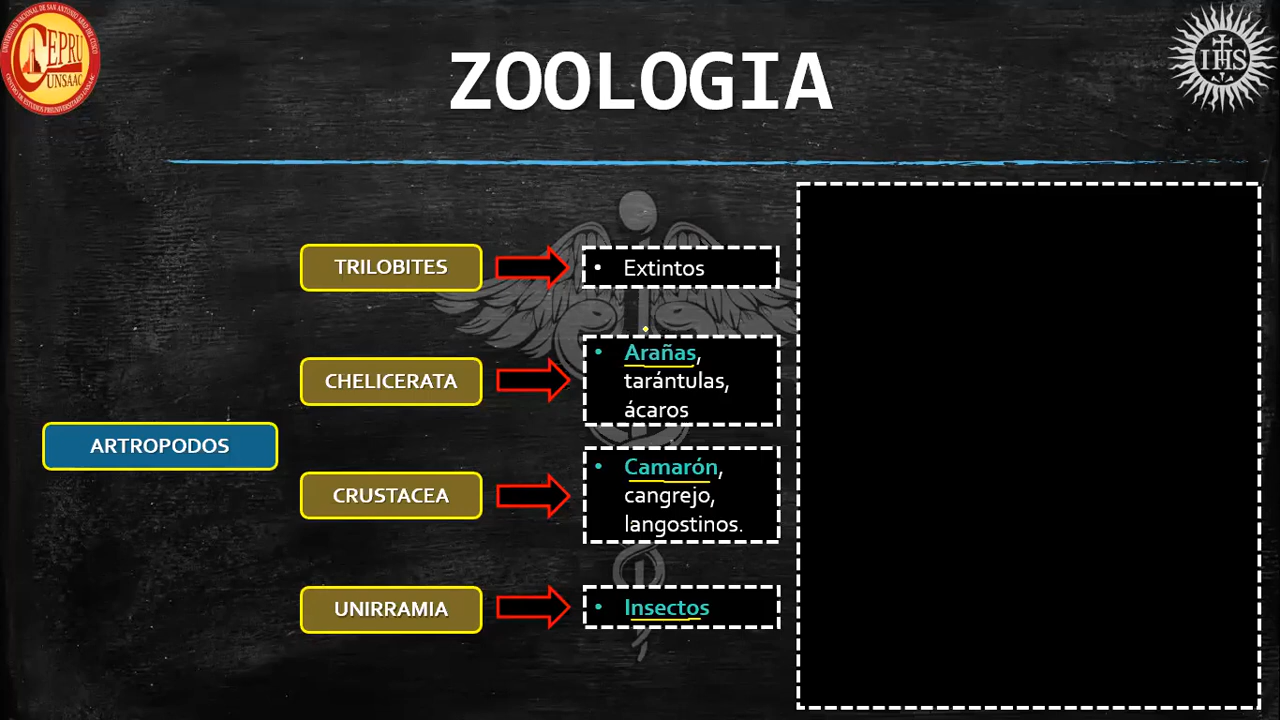 CEPRU
UNSAAC
IHS
ZOOLOGIA
TRILOBITES
• Extintos
CHELICERATA
• Arañas,
tarántulas,
ácaros
ARTROPODOS
CRUSTACEA
• Camarón,
cangrejo,
langostinos.
UNIRRAMIA
• Insectos